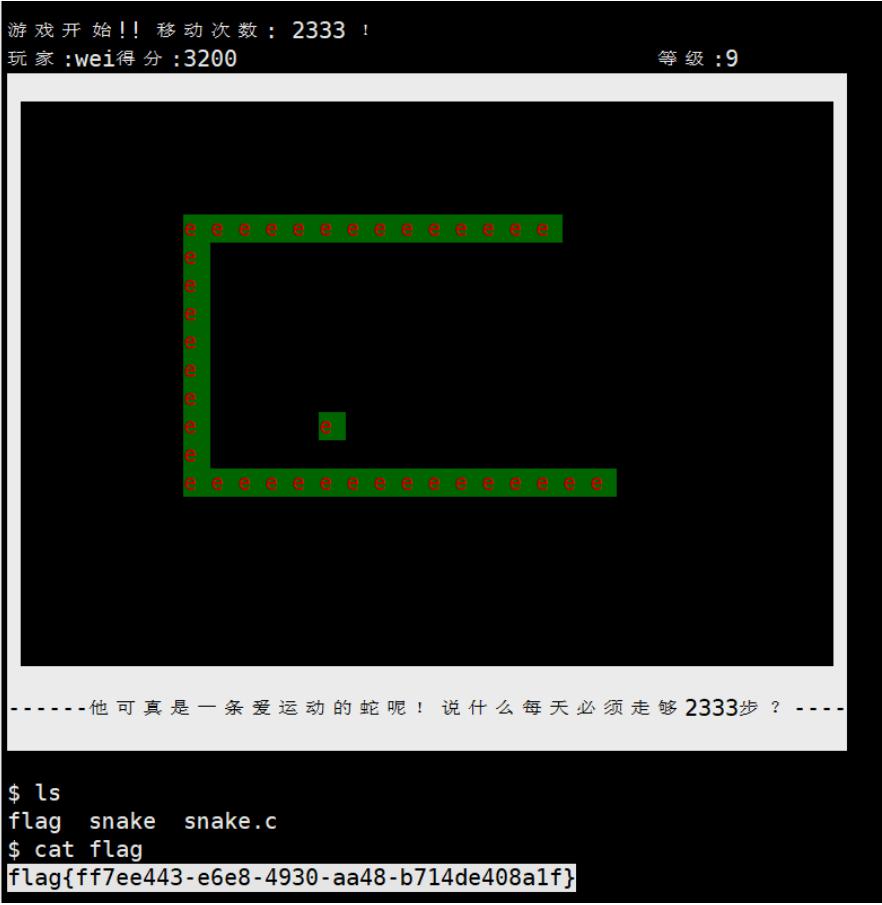 游戏开始!! 移动次数: 2333 !
玩家:wei得分:3200 等级:9
e e e e e e e e e e e e e e
e
e
e
e
e
e
e e
e
e e e e e e e e e e e e e e e e
------他可真是一条爱运动的蛇呢! 说什么每天必须走够2333步 ? ----
$ ls
flag snake snake.c
$ cat flag
flag{ff7ee443-e6e8-4930-aa48-b714de408a1f}